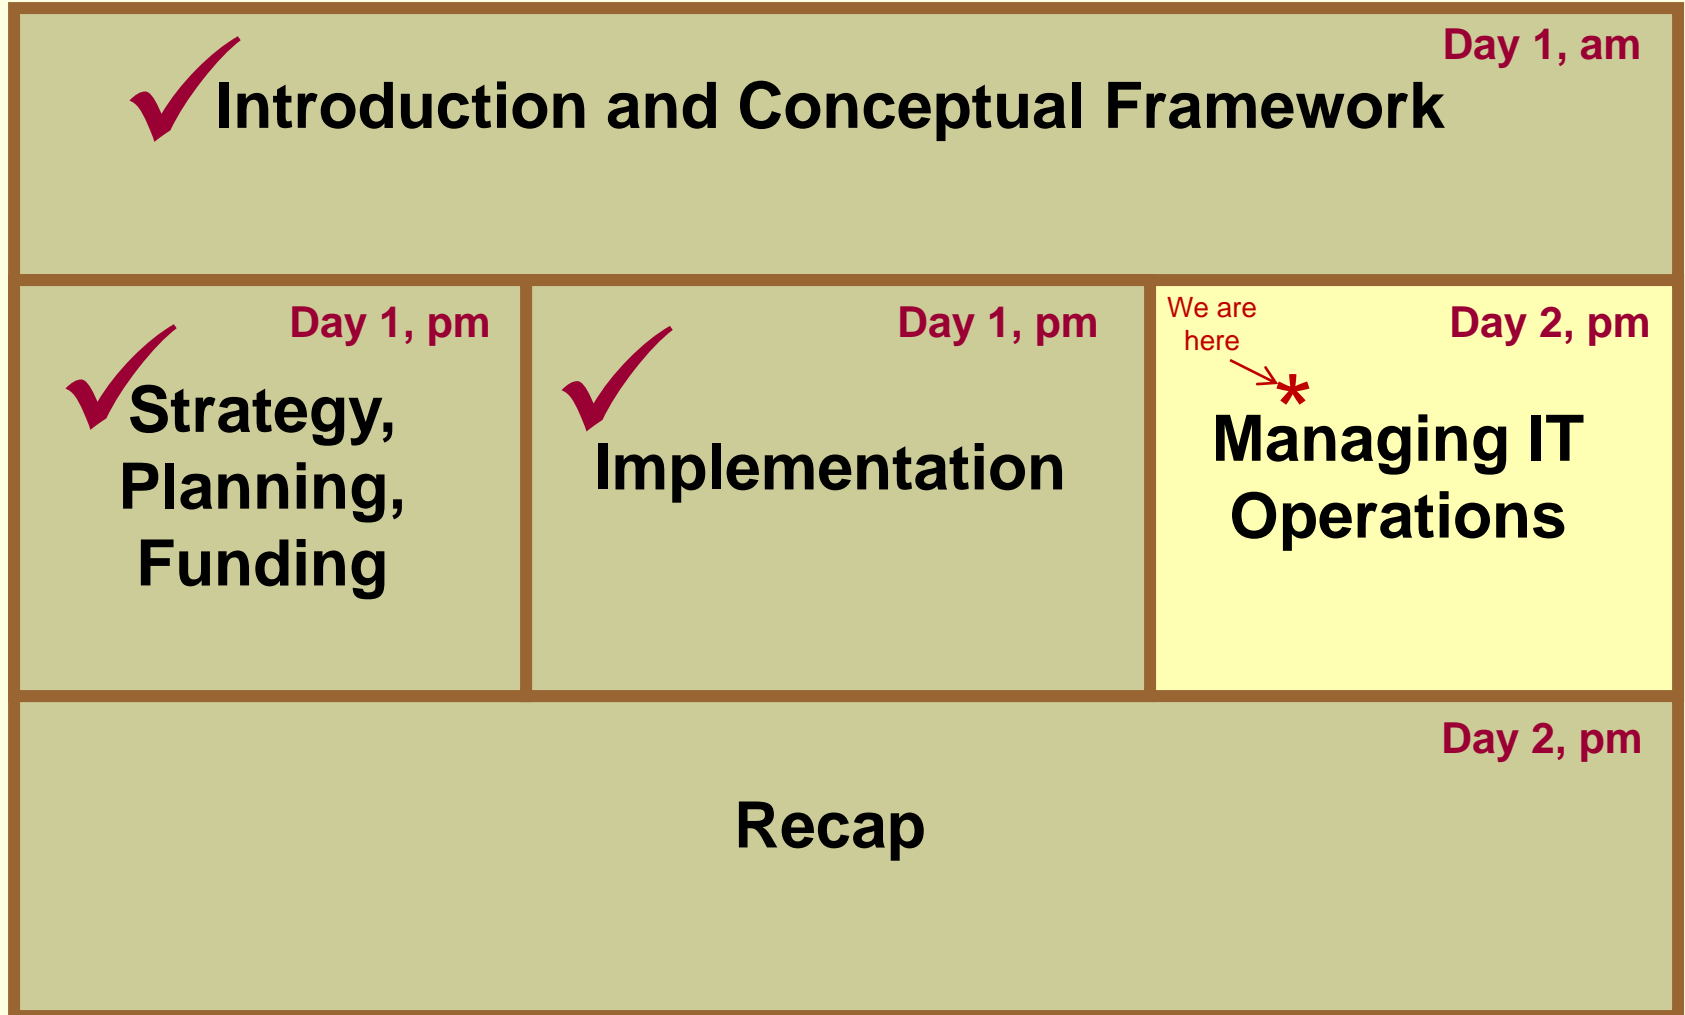 Day 1, am
Introduction and Conceptual Framework
Day 1, pm
Strategy,
Planning,
Funding
Day 1, pm
Implementation
We are
here
Day 2, pm
*
Managing IT
Operations
Day 2, pm
Recap